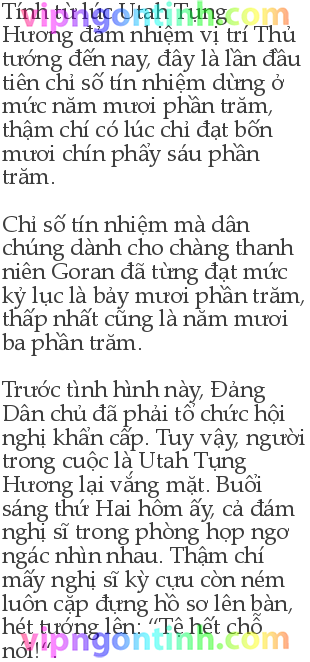 Tính từ lúc Utah Tụng
Hương đảm nhiệm vị trí Thủ
tướng đến nay, đây là lần đầu
tiên chỉ số tín nhiệm dừng ở
mức năm mươi phần trăm,
thậm chí có lúc chỉ đạt bốn
mươi chín phẩy sáu phần
trăm.
Chỉ số tín nhiệm mà dân
chúng dành cho chàng thanh
niên Goran đã từng đạt mức
kỷ lục là bảy mươi phần trăm,
thấp nhất cũng là năm mươi
ba phần trăm.
Trước tình hình này, Đảng
Dân chủ đã phải tổ chức hội
nghị khẩn cấp. Tuy vậy, người
trong cuộc là Utah Tụng
Hương lại vắng mặt. Buổi
sáng thứ Hai hôm ấy, cả đám
nghị sĩ trong phòng họp ngơ
ngác nhìn nhau. Thậm chí
mấy nghị sĩ kỳ cựu còn ném
luôn cặp đựng hồ sơ lên bàn,
hét tướng lên: “Tệ hết chỗ
nói!“.
vipngontinh.com
vipngontinh.com